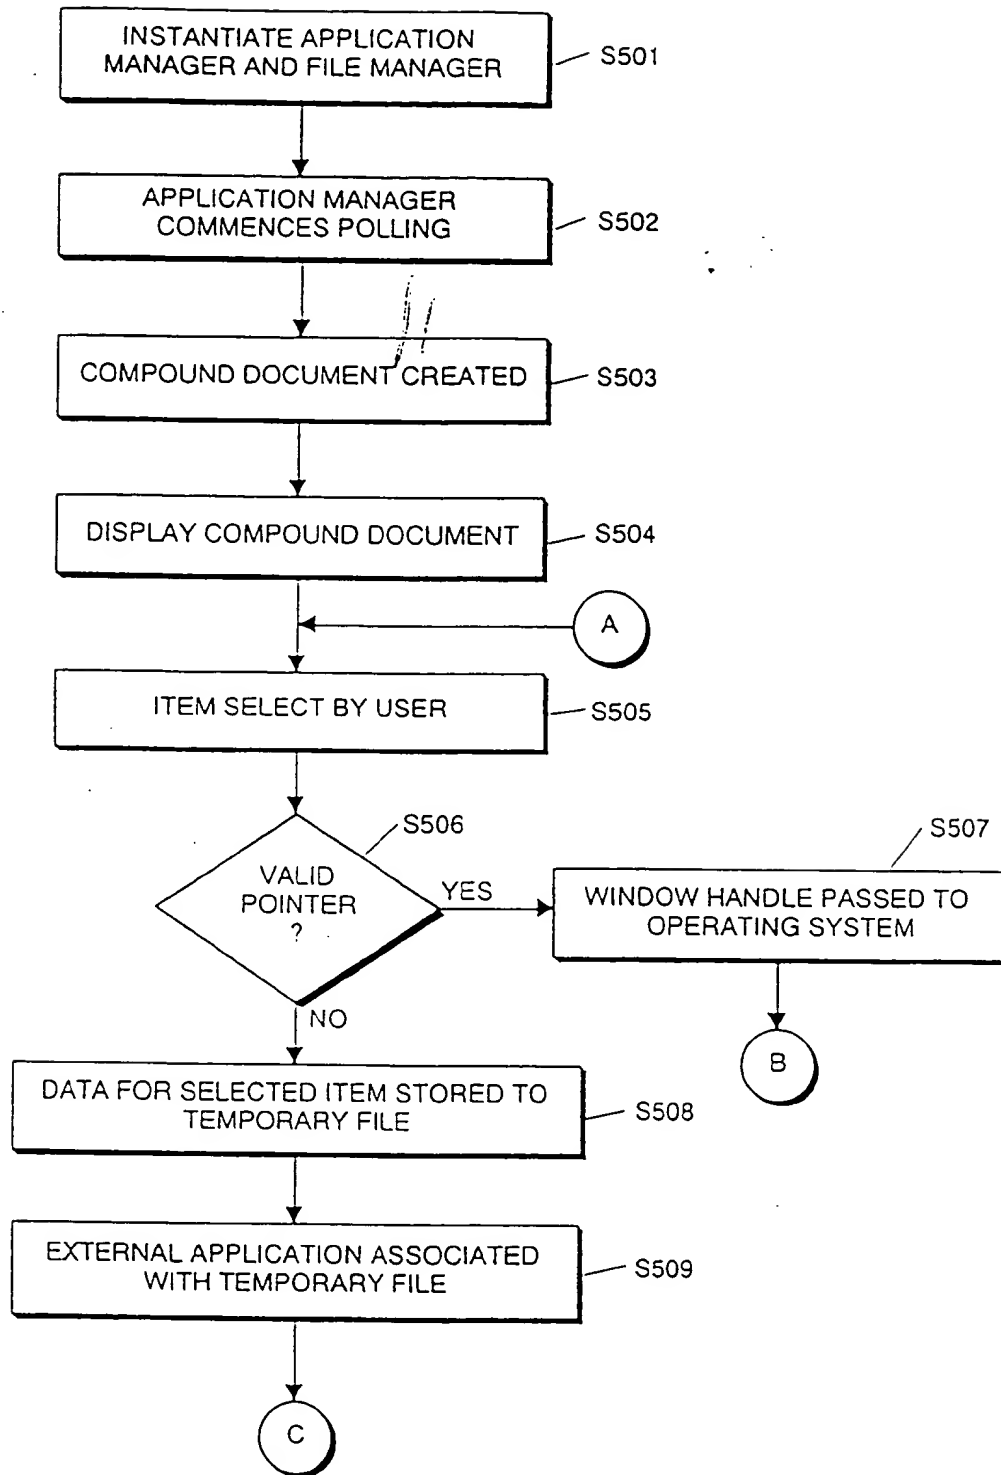 INSTANTIATE APPLICATION
MANAGER AND FILE MANAGER
S501
APPLICATION MANAGER
COMMENCES POLLING
S502
COMPOUND DOCUMENT CREATED
S503
DISPLAY COMPOUND DOCUMENT
S504
A
ITEM SELECT BY USER
S505
S506
VALID
POINTER
?
YES
S507
WINDOW HANDLE PASSED TO
OPERATING SYSTEM
B
NO
DATA FOR SELECTED ITEM STORED TO
TEMPORARY FILE
S508
EXTERNAL APPLICATION ASSOCIATED
WITH TEMPORARY FILE
S509
C